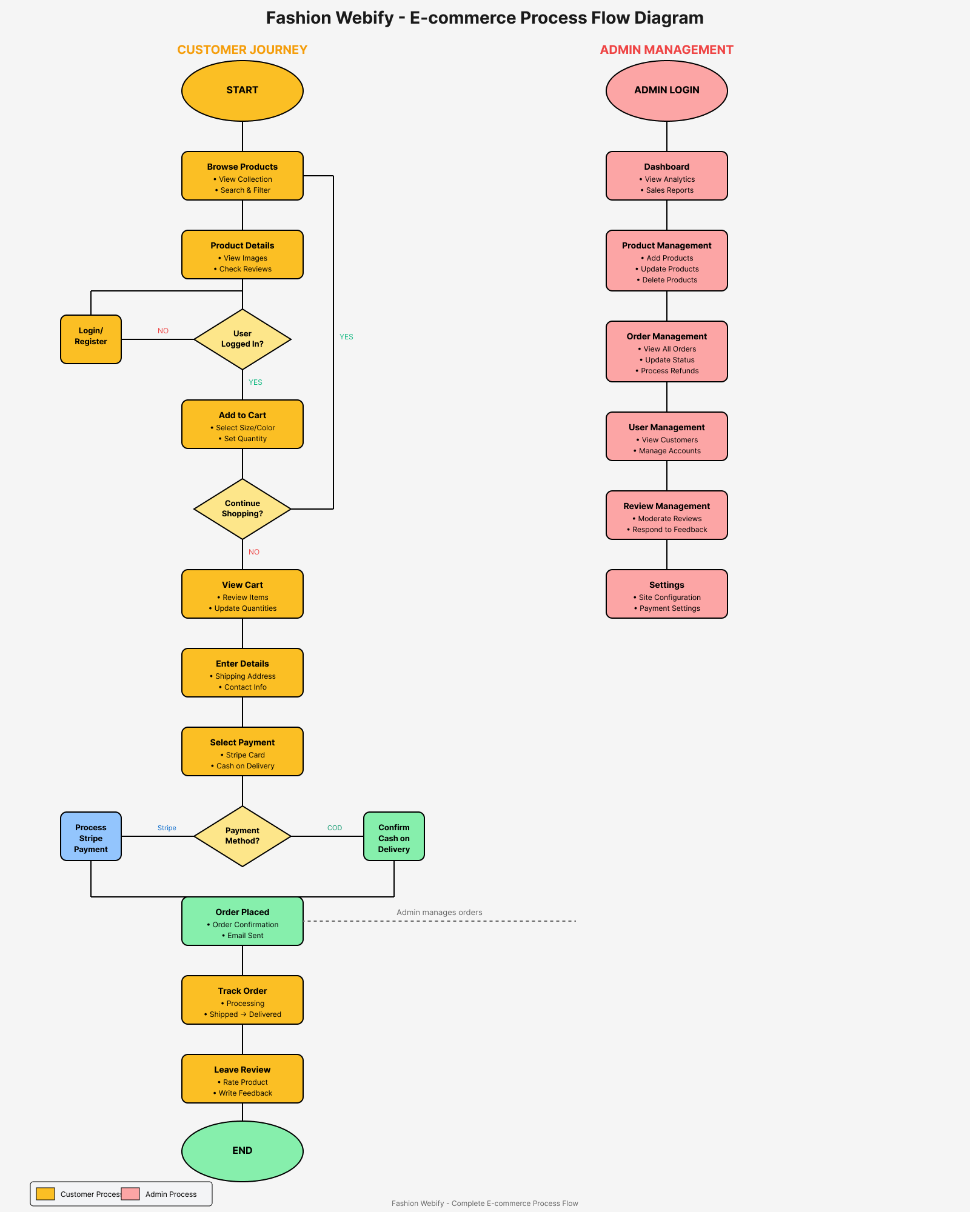 Fashion Webify - E-commerce Process Flow Diagram
CUSTOMER JOURNEY
START
Browse Products
• View Collection
• Search & Filter
Product Details
• View Images
• Check Reviews
Login/
Register
NO
User
Logged In?
YES
YES
Add to Cart
• Select Size/Color
• Set Quantity
Continue
Shopping?
NO
View Cart
• Review Items
• Update Quantities
Enter Details
• Shipping Address
• Contact Info
Select Payment
• Stripe Card
• Cash on Delivery
Process
Stripe
Payment
Stripe
Payment
Method?
COD
Confirm
Cash on
Delivery
Order Placed
• Order Confirmation
• Email Sent
Admin manages orders
Track Order
• Processing
• Shipped → Delivered
Leave Review
• Rate Product
• Write Feedback
END
ADMIN MANAGEMENT
ADMIN LOGIN
Dashboard
• View Analytics
• Sales Reports
Product Management
• Add Products
• Update Products
• Delete Products
Order Management
• View All Orders
• Update Status
• Process Refunds
User Management
• View Customers
• Manage Accounts
Review Management
• Moderate Reviews
• Respond to Feedback
Settings
• Site Configuration
• Payment Settings
Customer Process
Admin Process
Fashion Webify - Complete E-commerce Process Flow